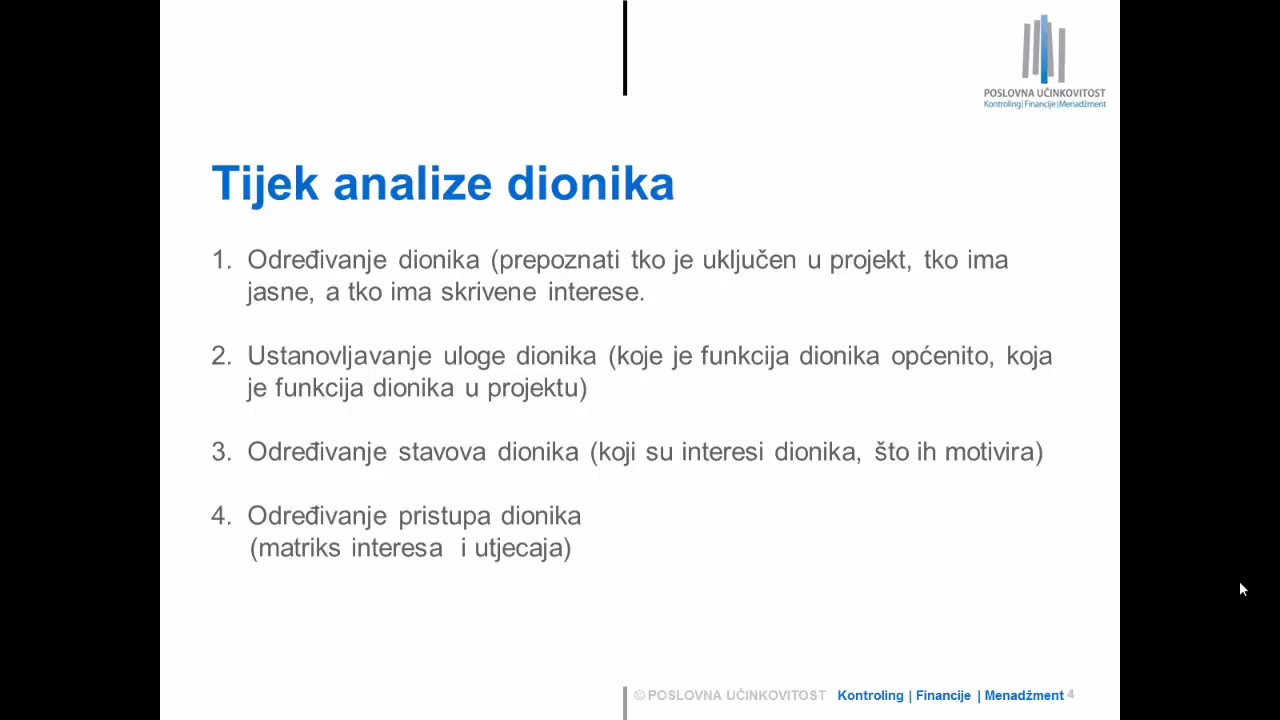 POSLOVNA UČINKOVITOST
Kontroling|Financije|Menadžment
Tijek analize dionika
1. Određivanje dionika (prepoznati tko je uključen u projekt, tko ima
jasne, a tko ima skrivene interese.
2. Ustanovljavanje uloge dionika (koje je funkcija dionika općenito, koja
je funkcija dionika u projektu)
3. Određivanje stavova dionika (koji su interesi dionika, što ih motivira)
4. Određivanje pristupa dionika
(matriks interesa i utjecaja)
© POSLOVNA UČINKOVITOST Kontroling | Financije | Menadžment 4